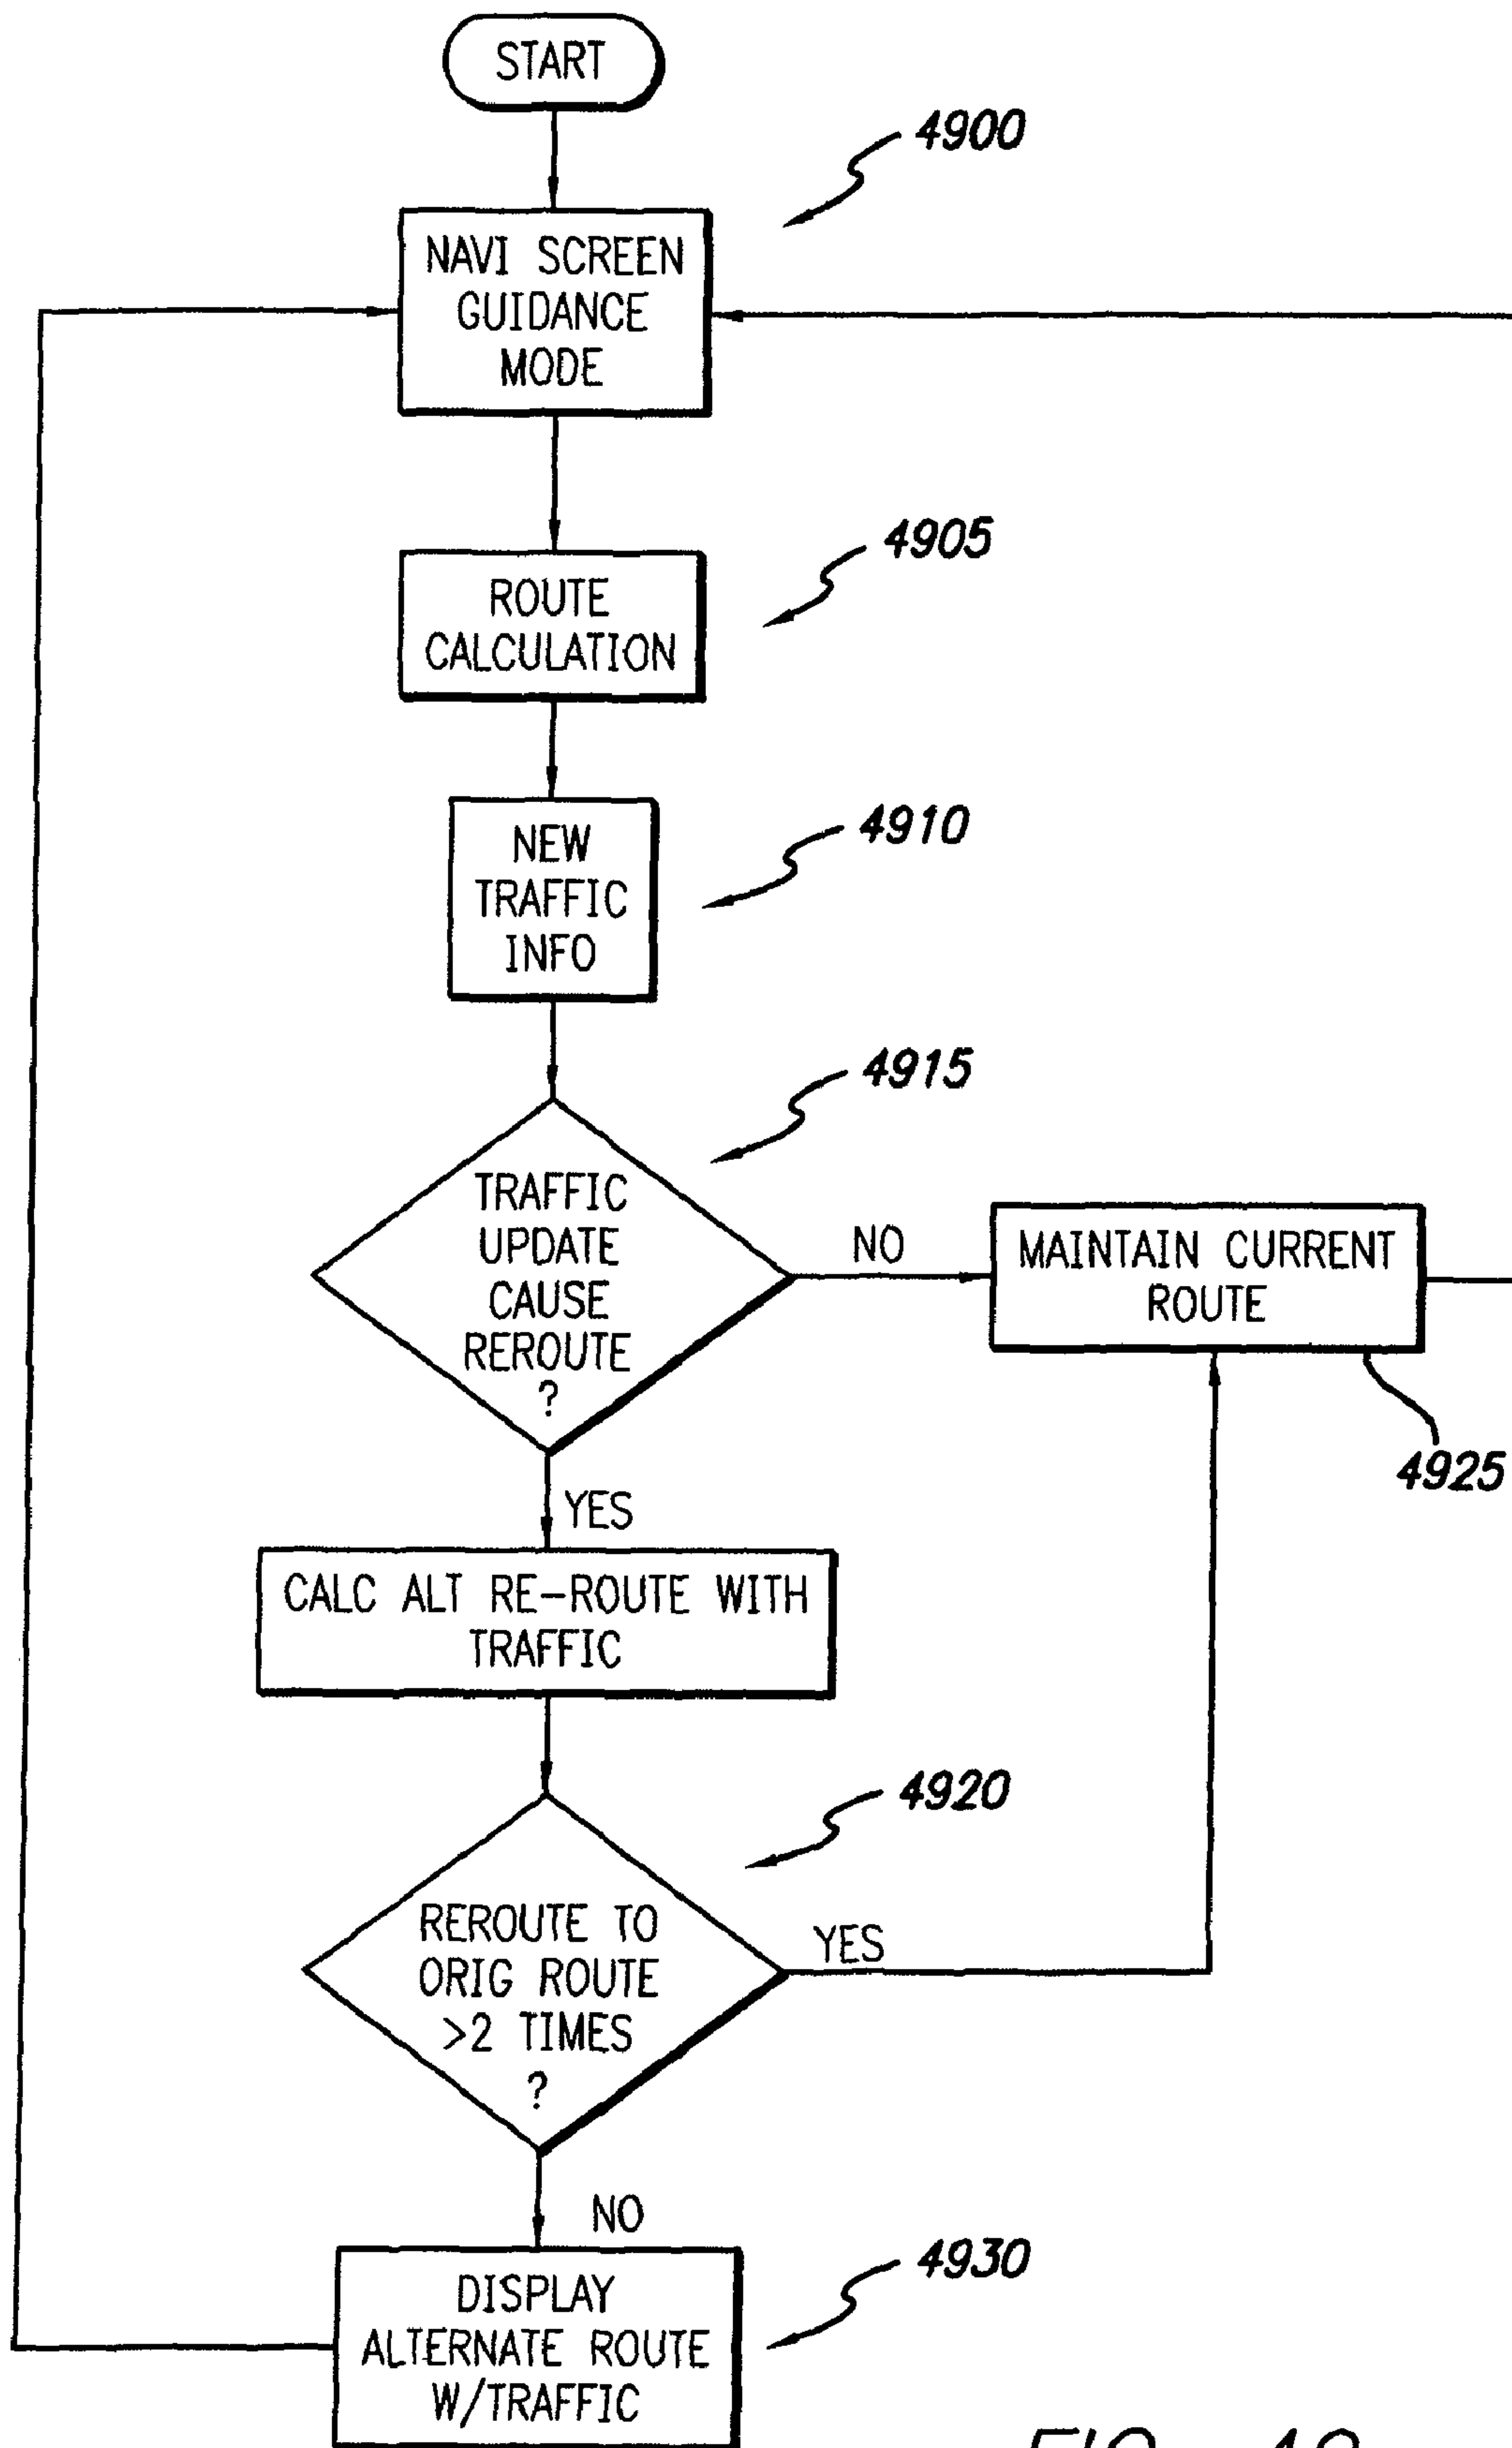 START
4900
NAVI SCREEN
GUIDANCE
MODE
4905
ROUTE
CALCULATION
4910
NEW
TRAFFIC
INFO
4915
TRAFFIC
UPDATE
CAUSE
REROUTE
?
NO
MAINTAIN CURRENT
ROUTE
4925
YES
CALC ALT RE-ROUTE WITH
TRAFFIC
4920
REROUTE TO
ORIG ROUTE
>2 TIMES
?
YES
NO
4930
DISPLAY
ALTERNATE ROUTE
W/TRAFFIC